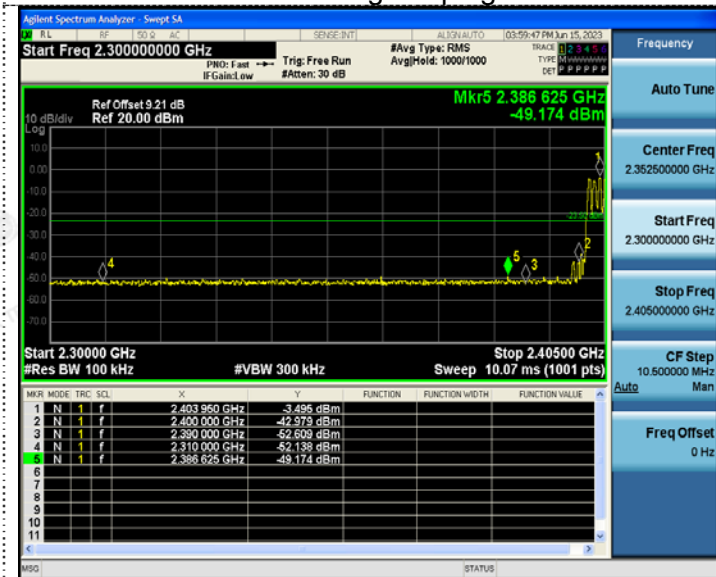 Agilent Spectrum Analyzer - Swept SA
RL RF 50 Ω AC SENSE:INT ALIGN AUTO 03:59:47 PM Jun 15, 2023
Start Freq 2.300000000 GHz
PNO: Fast
IFGain:Low
Trig: Free Run
#Atten: 30 dB
#Avg Type: RMS
Avg|Hold: 1000/1000
TRACE 1 2 3 4 5 6
TYPE M
DET P P P P P P
Frequency
Auto Tune
Center Freq
2.352500000 GHz
Start Freq
2.300000000 GHz
Stop Freq
2.405000000 GHz
CF Step
10.500000 MHz
Auto Man
Freq Offset
0 Hz
Mkr5 2.386 625 GHz
-49.174 dBm
Ref Offset 9.21 dB
10 dB/div Ref 20.00 dBm
Log
10.0
0.00
-10.0
-20.0
-30.0
-40.0
-50.0
-60.0
-70.0
1
2
3
4
5
Start 2.30000 GHz Stop 2.40500 GHz
#Res BW 100 kHz #VBW 300 kHz Sweep 10.07 ms (1001 pts)
MKR MODE TRC SCL X Y FUNCTION FUNCTION WIDTH FUNCTION VALUE
1 N 1 f 2.403 950 GHz -3.495 dBm
2 N 1 f 2.400 000 GHz -42.979 dBm
3 N 1 f 2.390 000 GHz -52.609 dBm
4 N 1 f 2.310 000 GHz -52.138 dBm
5 N 1 f 2.386 625 GHz -49.174 dBm
6
7
8
9
10
11
MSG STATUS